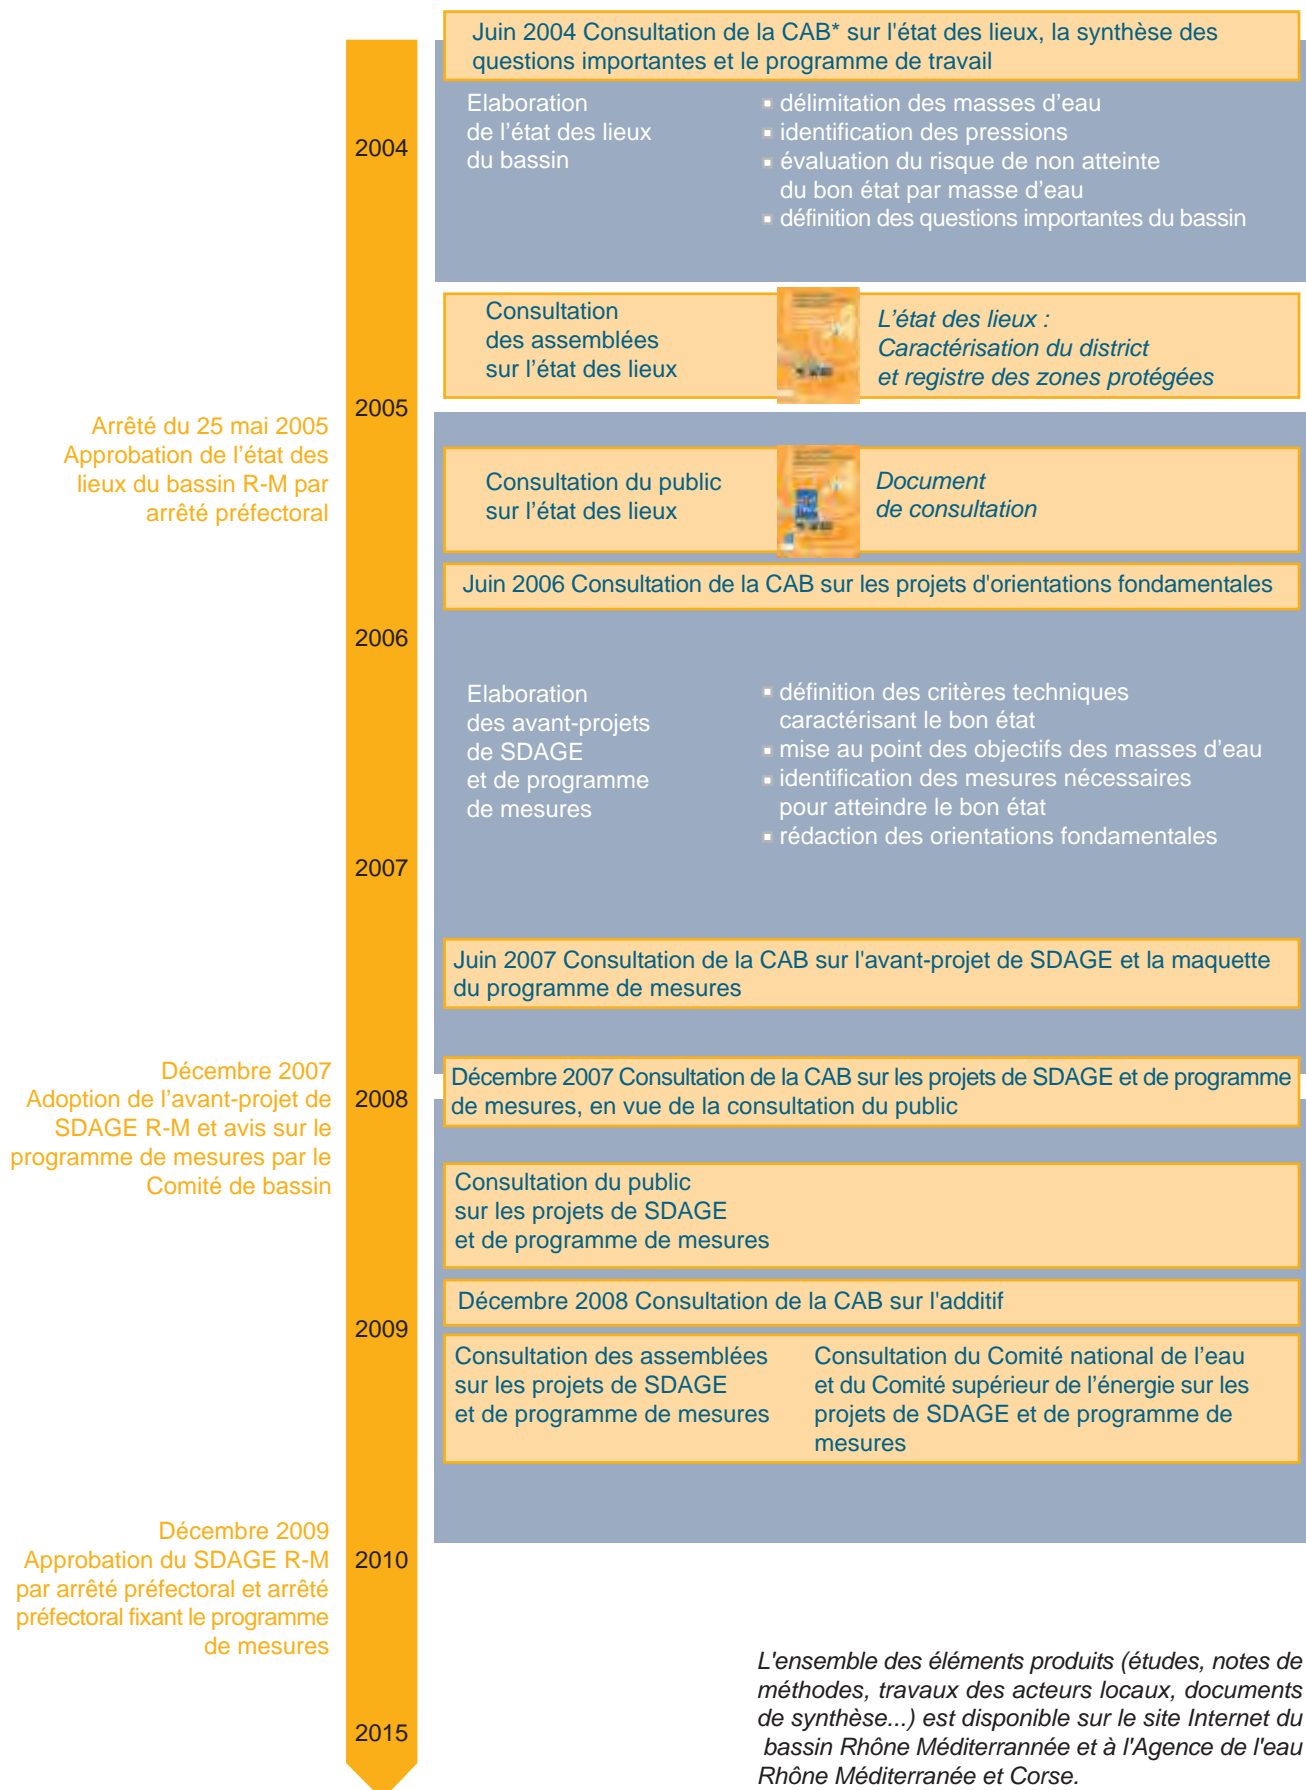 Juin 2004 Consultation de la CAB* sur l'état des lieux, la synthèse des
questions importantes et le programme de travail
2004
Elaboration
de l'état des lieux
du bassin
▪ délimitation des masses d'eau
▪ identification des pressions
▪ évaluation du risque de non atteinte
du bon état par masse d'eau
▪ définition des questions importantes du bassin
Consultation
des assemblées
sur l'état des lieux
L'état des lieux :
Caractérisation du district
et registre des zones protégées
2005
Arrêté du 25 mai 2005
Approbation de l'état des
lieux du bassin R-M par
arrêté préfectoral
Consultation du public
sur l'état des lieux
Document
de consultation
Juin 2006 Consultation de la CAB sur les projets d'orientations fondamentales
2006
Elaboration
des avant-projets
de SDAGE
et de programme
de mesures
▪ définition des critères techniques
caractérisant le bon état
▪ mise au point des objectifs des masses d'eau
▪ identification des mesures nécessaires
pour atteindre le bon état
▪ rédaction des orientations fondamentales
2007
Juin 2007 Consultation de la CAB sur l'avant-projet de SDAGE et la maquette
du programme de mesures
Décembre 2007
Adoption de l'avant-projet de
SDAGE R-M et avis sur le
programme de mesures par le
Comité de bassin
2008
Décembre 2007 Consultation de la CAB sur les projets de SDAGE et de programme
de mesures, en vue de la consultation du public
Consultation du public
sur les projets de SDAGE
et de programme de mesures
Décembre 2008 Consultation de la CAB sur l'additif
2009
Consultation des assemblées
sur les projets de SDAGE
et de programme de mesures
Consultation du Comité national de l'eau
et du Comité supérieur de l'énergie sur les
projets de SDAGE et de programme de
mesures
Décembre 2009
Approbation du SDAGE R-M
par arrêté préfectoral et arrêté
préfectoral fixant le programme
de mesures
2010
2015
L'ensemble des éléments produits (études, notes de
méthodes, travaux des acteurs locaux, documents
de synthèse...) est disponible sur le site Internet du
bassin Rhône Méditerrannée et à l'Agence de l'eau
Rhône Méditerranée et Corse.